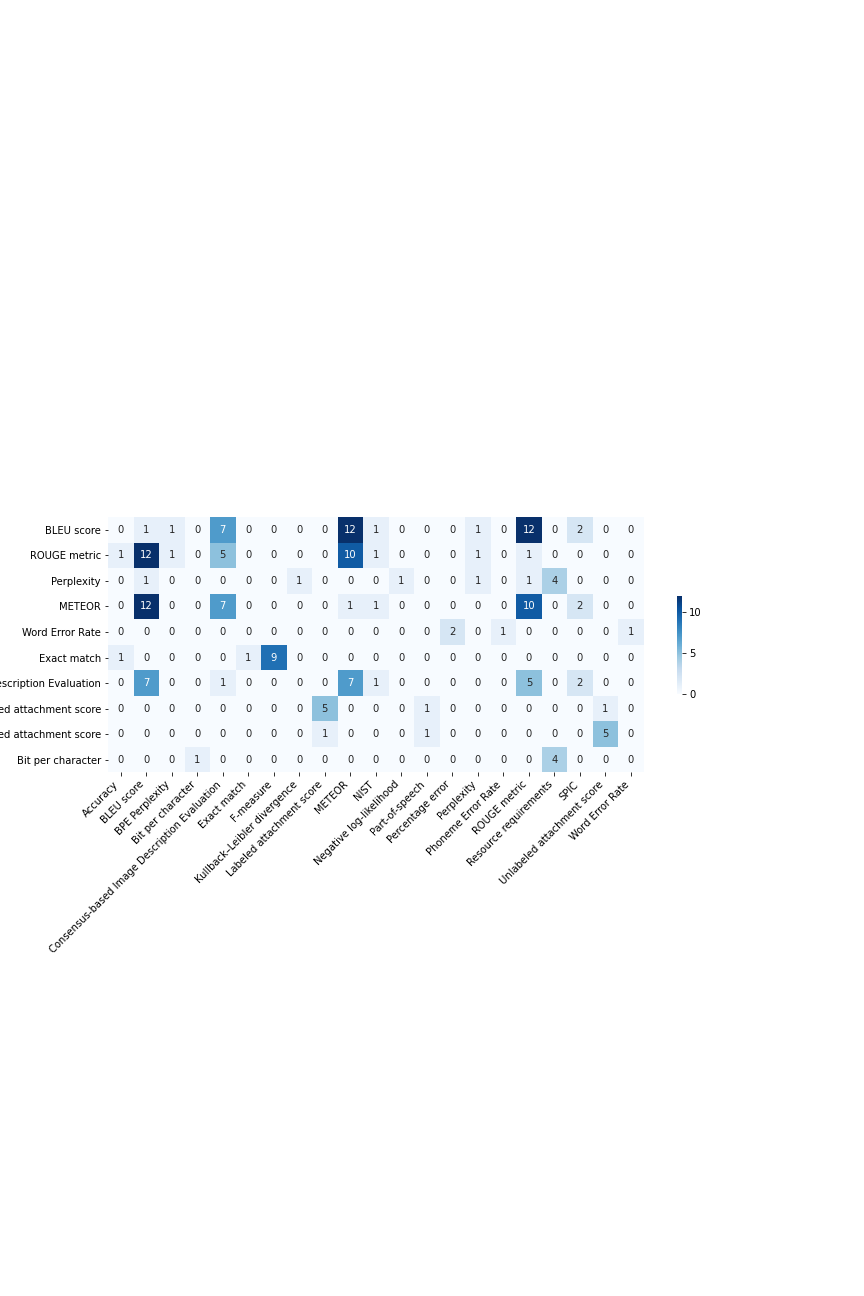 BLEU score 0 1 1 0 7 0 0 0 0 12 1 0 0 0 1 0 12 0 2 0 0
ROUGE metric 1 12 1 0 5 0 0 0 0 10 1 0 0 0 1 0 1 0 0 0 0
Perplexity 0 1 0 0 0 0 0 1 0 0 0 1 0 0 1 0 1 4 0 0 0
METEOR 0 12 0 0 7 0 0 0 0 1 1 0 0 0 0 0 10 0 2 0 0
Word Error Rate 0 0 0 0 0 0 0 0 0 0 0 0 0 2 0 1 0 0 0 0 1
Exact match 1 0 0 0 0 1 9 0 0 0 0 0 0 0 0 0 0 0 0 0 0
escription Evaluation 0 7 0 0 1 0 0 0 0 7 1 0 0 0 0 0 5 0 2 0 0
ed attachment score 0 0 0 0 0 0 0 0 5 0 0 0 1 0 0 0 0 0 0 1 0
ed attachment score 0 0 0 0 0 0 0 0 1 0 0 0 1 0 0 0 0 0 0 5 0
Bit per character 0 0 0 1 0 0 0 0 0 0 0 0 0 0 0 0 0 4 0 0 0
Accuracy
BLEU score
BPE Perplexity
Bit per character
Consensus-based Image Description Evaluation
Exact match
F-measure
Kullback–Leibler divergence
Labeled attachment score
METEOR
NIST
Negative log-likelihood
Part-of-speech
Percentage error
Perplexity
Phoneme Error Rate
ROUGE metric
Resource requirements
SPIC
Unlabeled attachment score
Word Error Rate
10
5
0